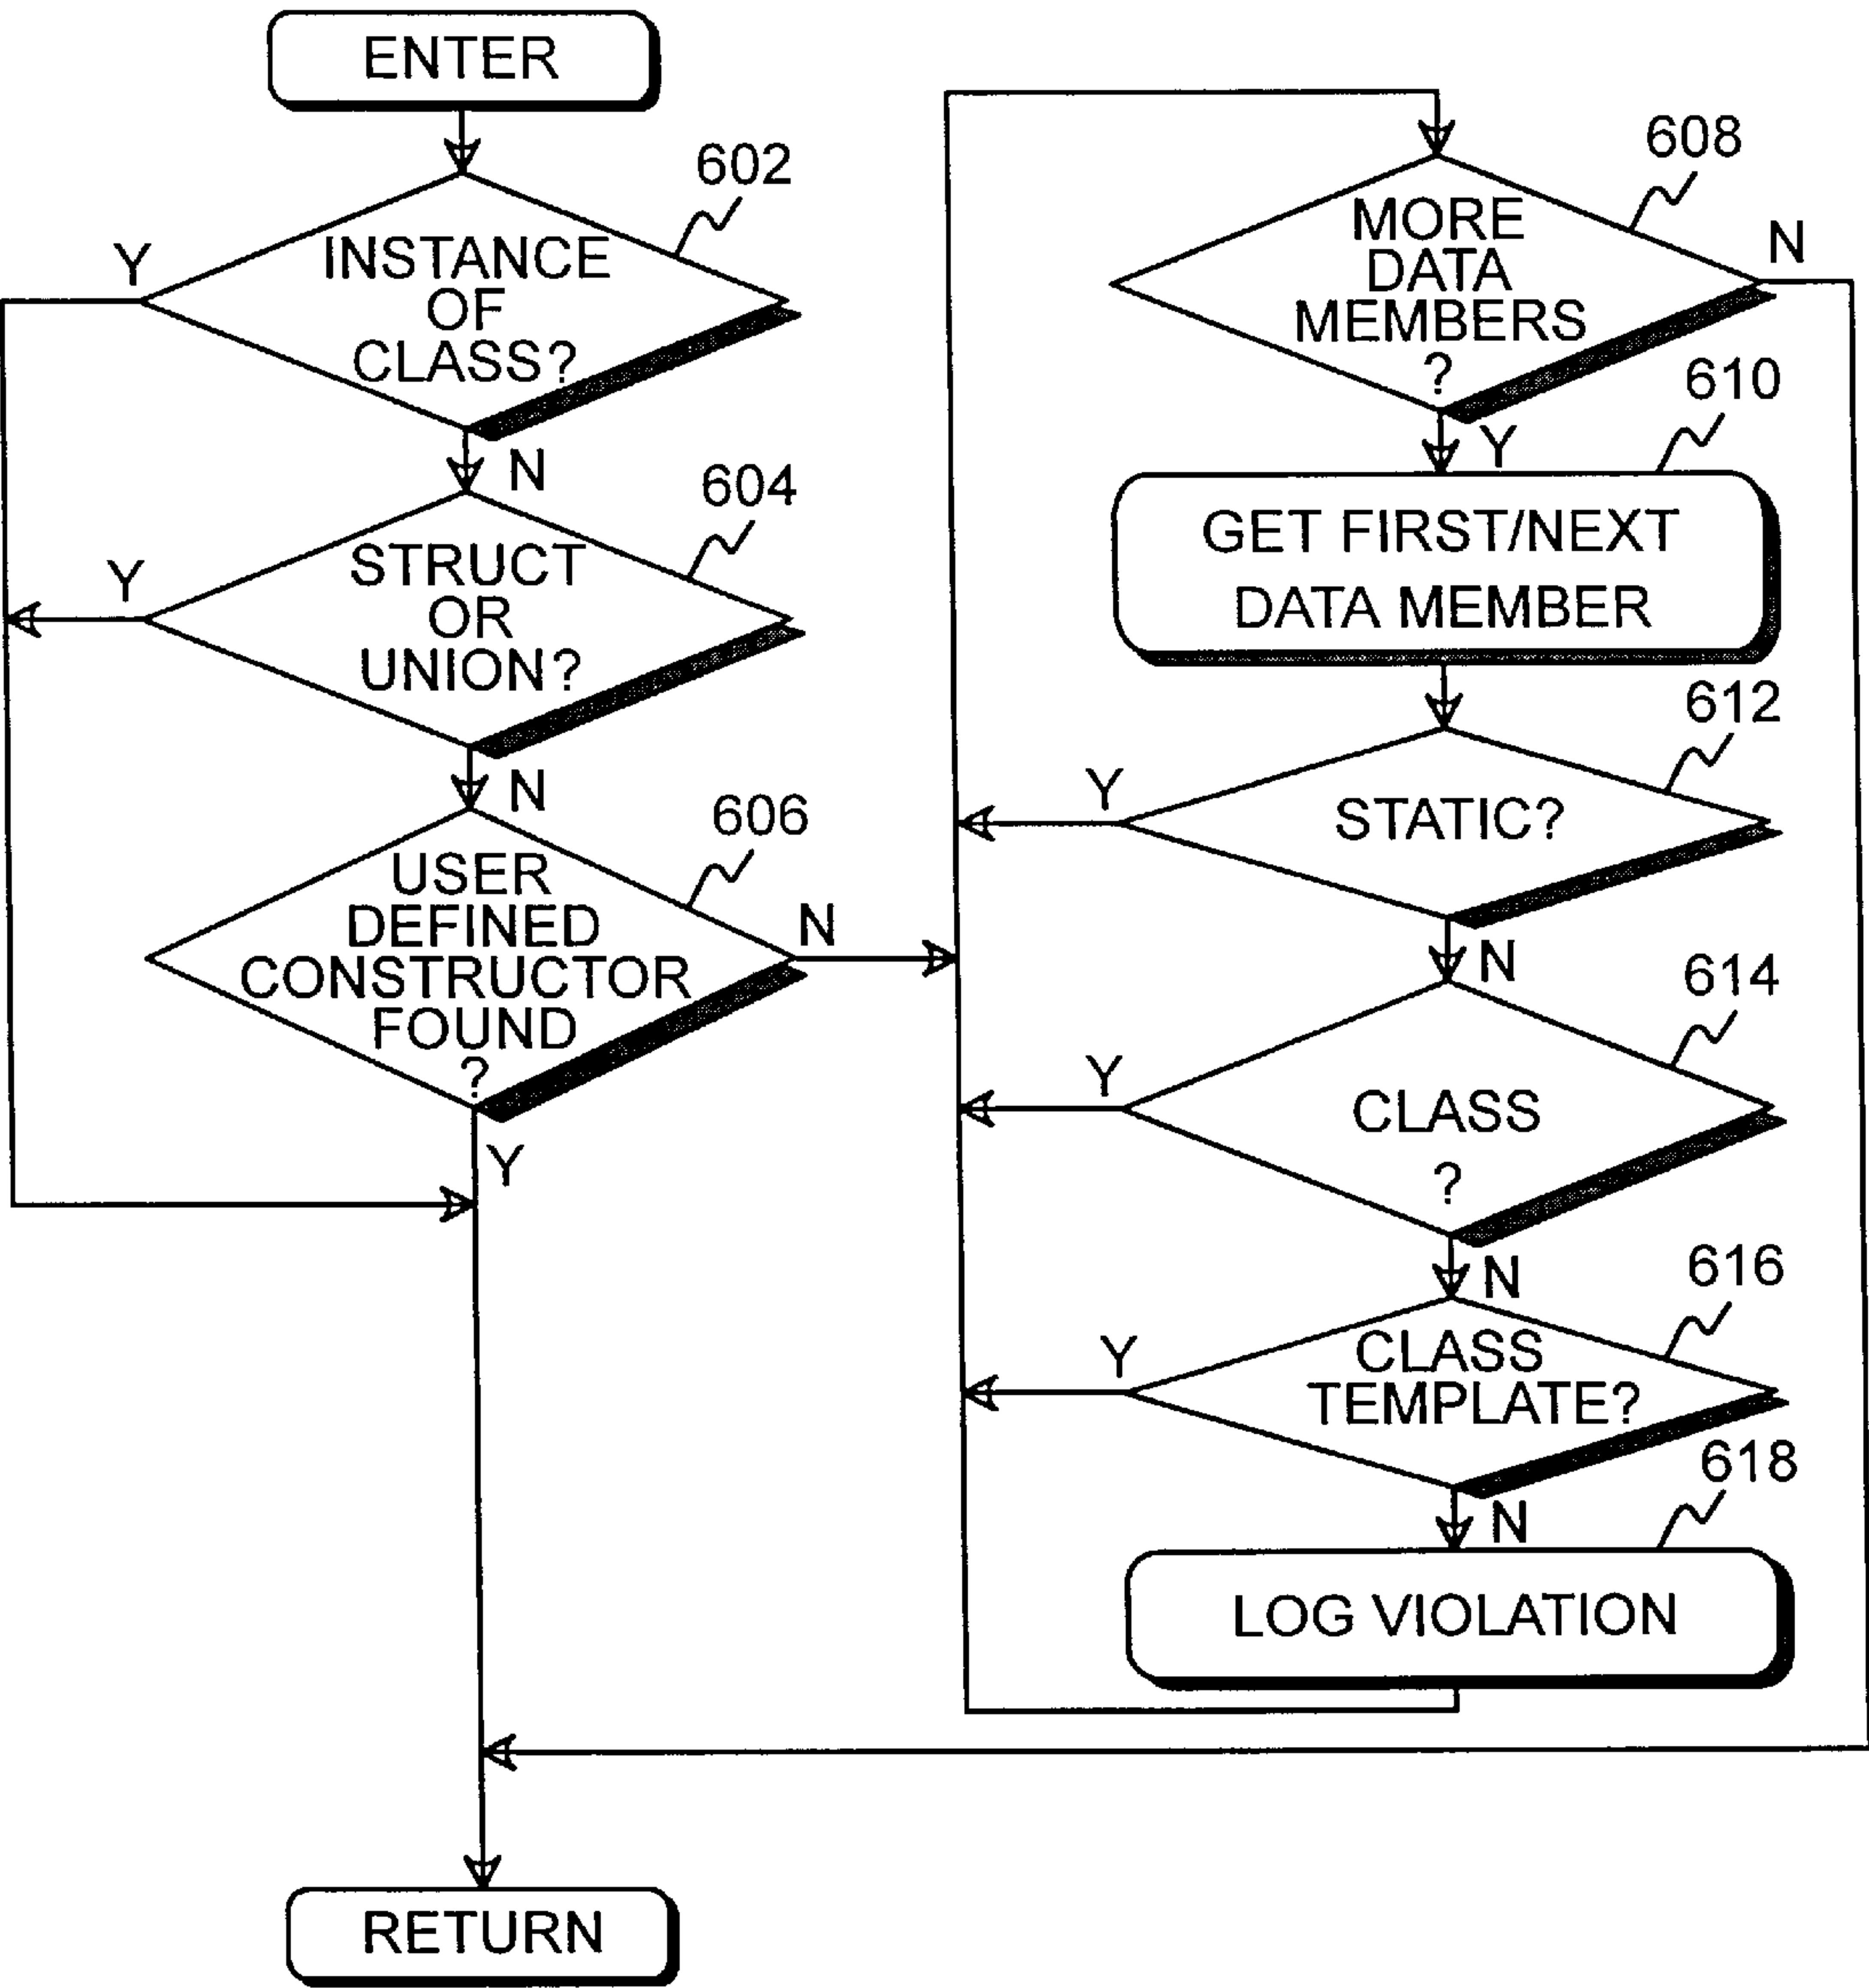 ENTER
602
INSTANCE
OF
CLASS?
Y
N
604
STRUCT
OR
UNION?
Y
N
606
USER
DEFINED
CONSTRUCTOR
FOUND
?
N
Y
608
MORE
DATA
MEMBERS
?
N
Y
610
GET FIRST/NEXT
DATA MEMBER
612
STATIC?
Y
N
614
CLASS
?
Y
N
616
CLASS
TEMPLATE?
Y
N
618
LOG VIOLATION
RETURN